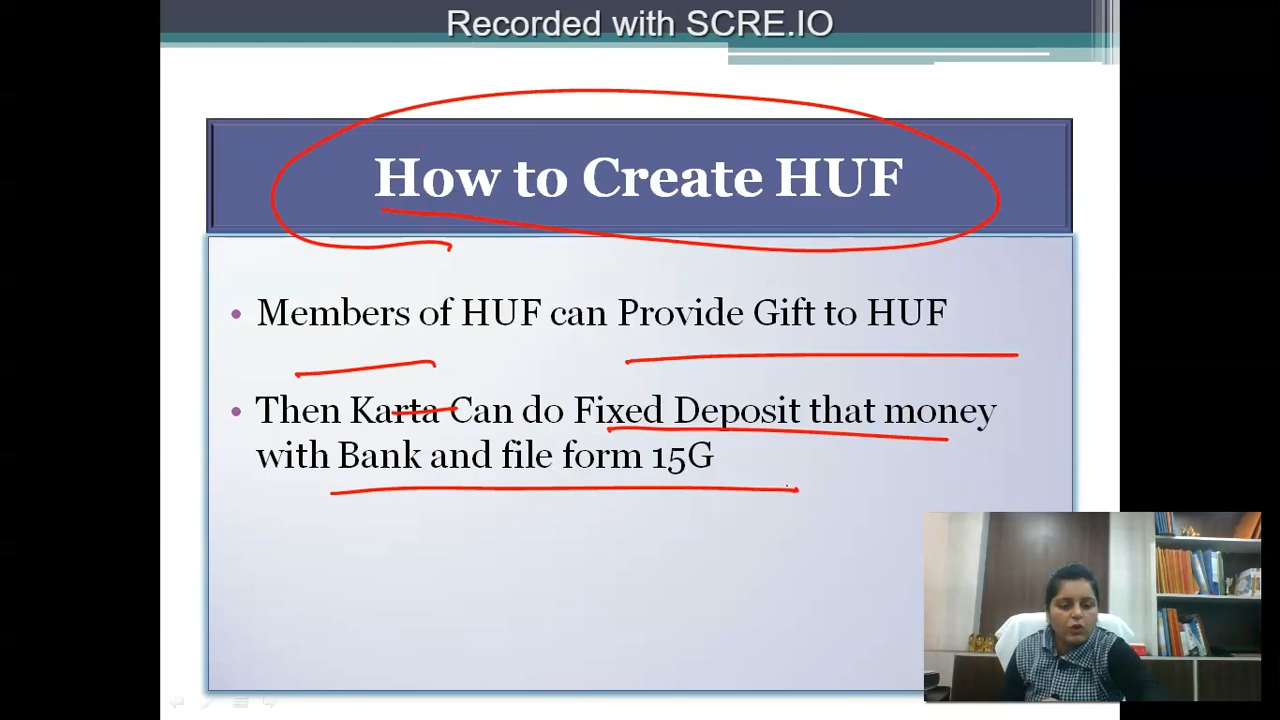 Recorded with SCRE.IO
How to Create HUF
• Members of HUF can Provide Gift to HUF
• Then Karta Can do Fixed Deposit that money
with Bank and file form 15G